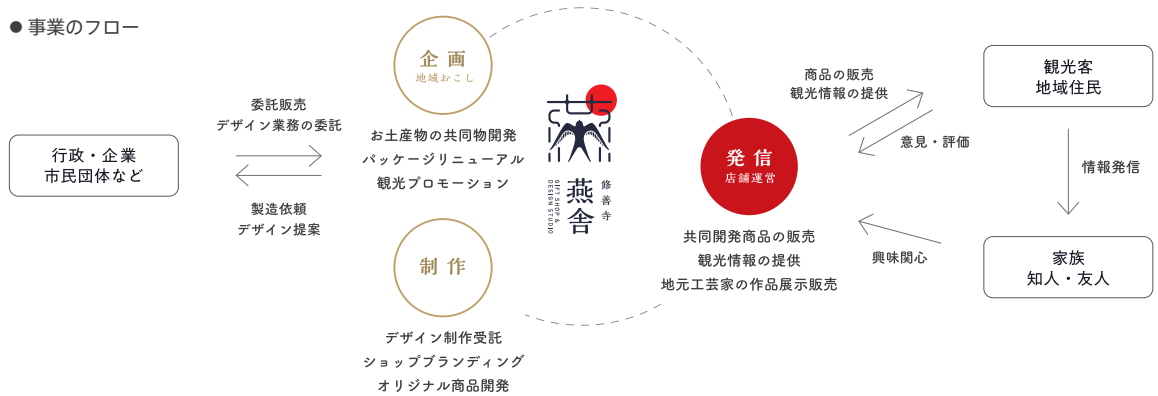 ● 事業のフロー
行政・企業
市民団体など
委託販売
デザイン業務の委託
製造依頼
デザイン提案
企画
地域おこし
お土産物の共同物開発
パッケージリニューアル
観光プロモーション
制作
デザイン制作受託
ショップブランディング
オリジナル商品開発
修善寺
燕舎
GIFT SHOP &
DESIGN STUDIO
発信
店舗運営
共同開発商品の販売
観光情報の提供
地元工芸家の作品展示販売
商品の販売
観光情報の提供
意見・評価
興味関心
観光客
地域住民
情報発信
家族
知人・友人